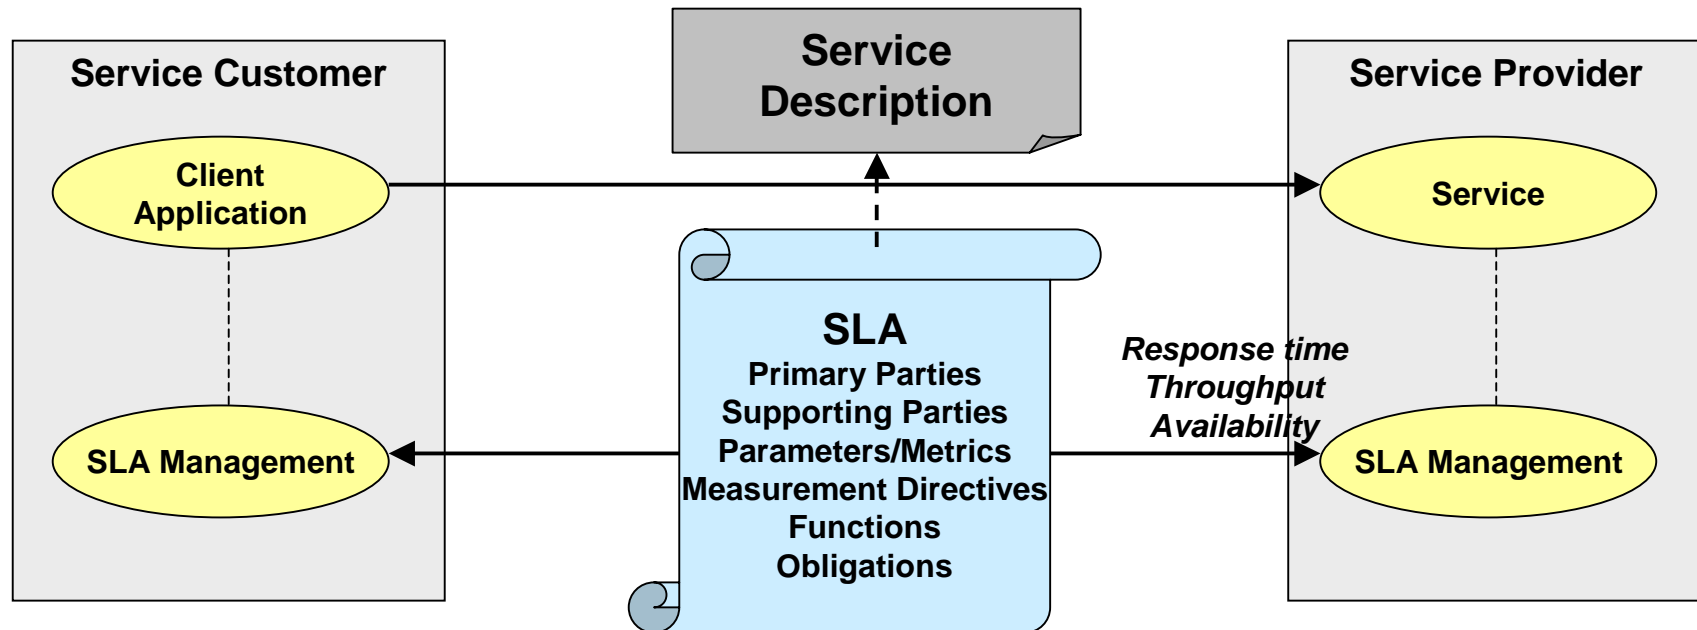 Service Customer
Client
Application
SLA Management
Service
Description
SLA
Primary Parties
Supporting Parties
Parameters/Metrics
Measurement Directives
Functions
Obligations
Response time
Throughput
Availability
Service Provider
Service
SLA Management